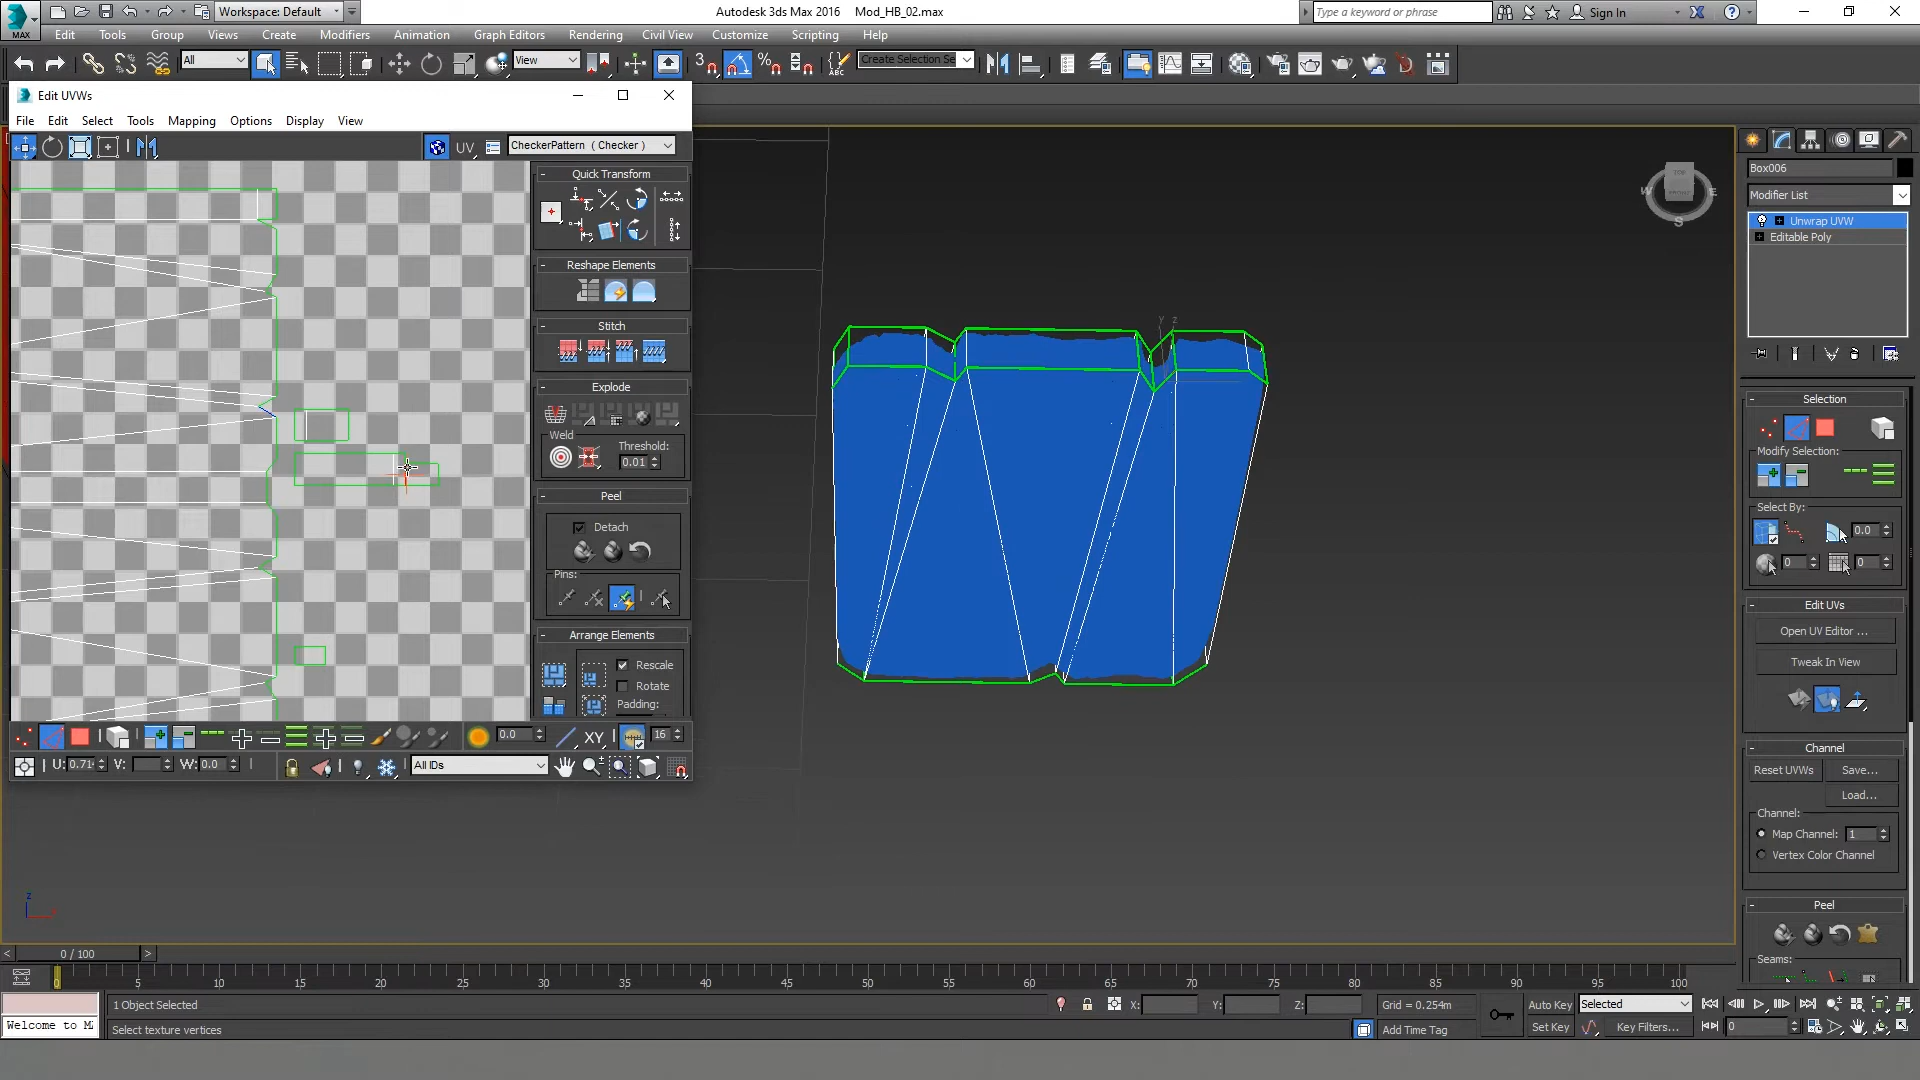 Workspace: Default
Autodesk 3ds Max 2016 Mod_HB_02.max
Type a keyword or phrase
Sign In
MAX
Edit Tools Group Views Create Modifiers Animation Graph Editors Rendering Civil View Customize Scripting Help
All
View
Create Selection Se
Edit UVWs
File Edit Select Tools Mapping Options Display View
UV
CheckerPattern ( Checker )
Quick Transform
Reshape Elements
Stitch
Explode
Weld
Threshold:
0.01
Peel
Detach
Pins:
Arrange Elements
Rescale
Rotate
Padding:
0.0
XY
16
U: 0.714
V:
W: 0.0
All IDs
Box006
Modifier List
Unwrap UVW
Editable Poly
Selection
Modify Selection:
Select By:
0.0
0
0
Edit UVs
Open UV Editor ...
Tweak In View
Channel
Reset UVWs
Save...
Load...
Channel:
Map Channel: 1
Vertex Color Channel
Peel
Seams:
0 / 100
0 5 10 15 20 25 30 35 40 45 50 55 60 65 70 75 80 85 90 95 100
1 Object Selected
X:
Y:
Z:
Grid = 0.254m
Auto Key
Selected
Welcome to
Select texture vertices
Add Time Tag
Set Key
Key Filters...
0